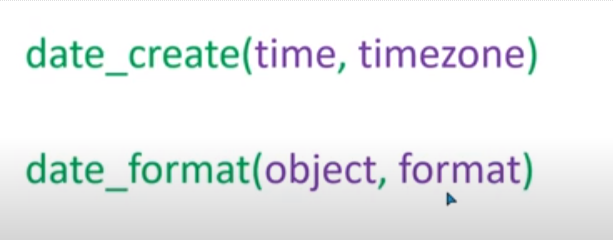 date_create(time, timezone)
date_format(object, format)